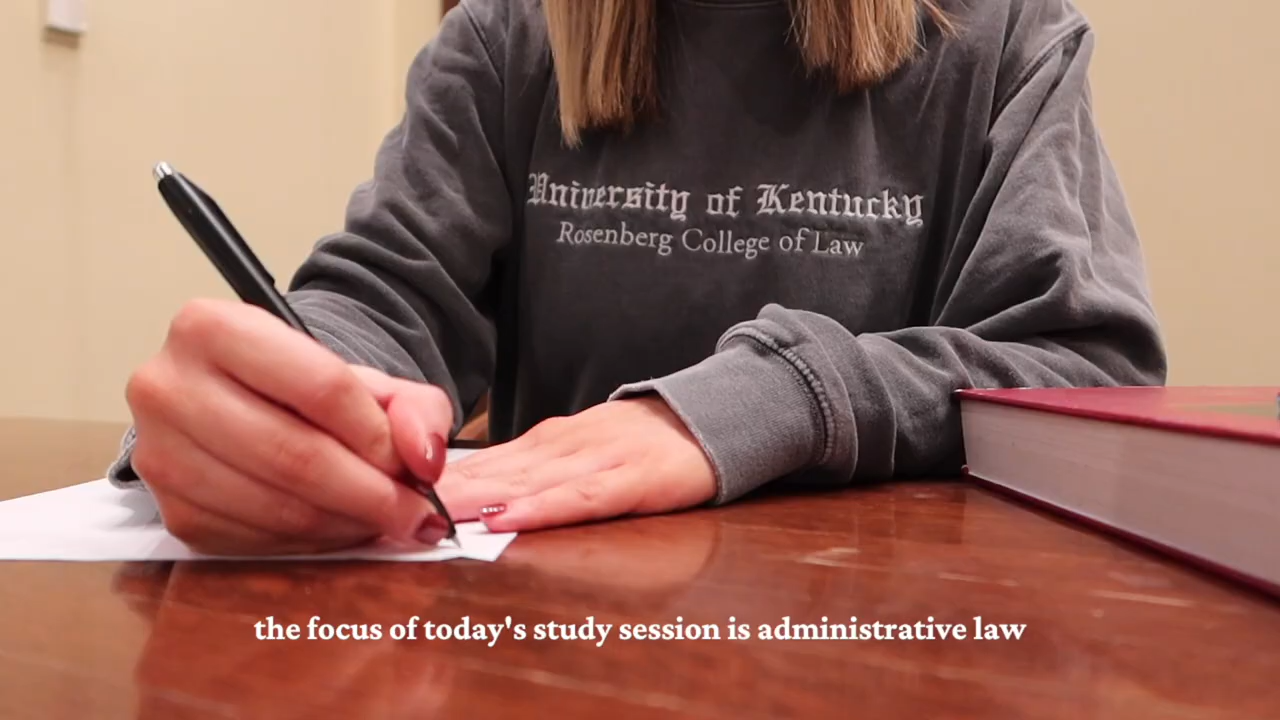 University of Kentucky
Rosenberg College of Law
the focus of today's study session is administrative law